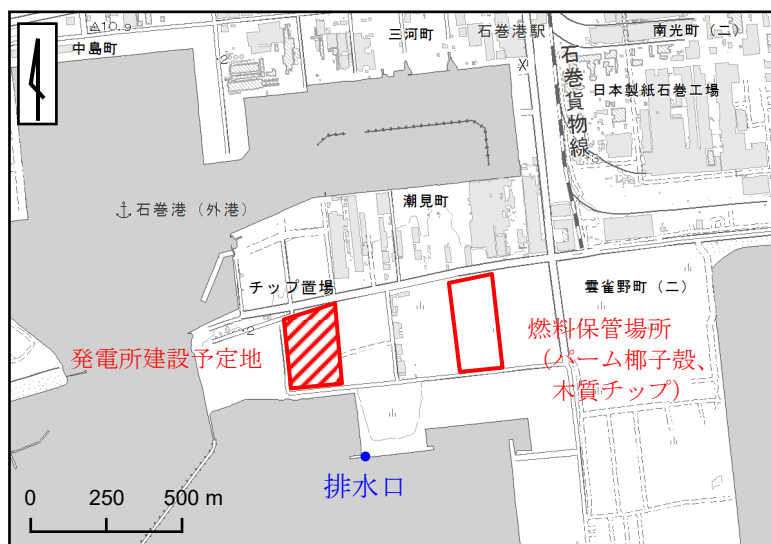 △10.9
中島町
2
三河町
石巻港駅
南光町(二)
石巻貨物線
日本製紙石巻工場
石巻港(外港)
潮見町
チップ置場
雲雀野町(二)
2
発電所建設予定地
燃料保管場所
(パーム椰子殻、
木質チップ)
排水口
0 250 500 m